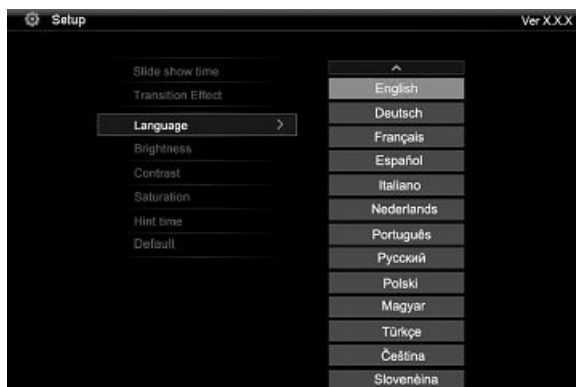 Setup
Ver X.X.X
Slide show time
Transition Effect
Language
Brightness
Contrast
Saturation
Hint time
Default
English
Deutsch
Français
Español
Italiano
Nederlands
Português
Русский
Polski
Magyar
Türkçe
Čeština
Slovenèina